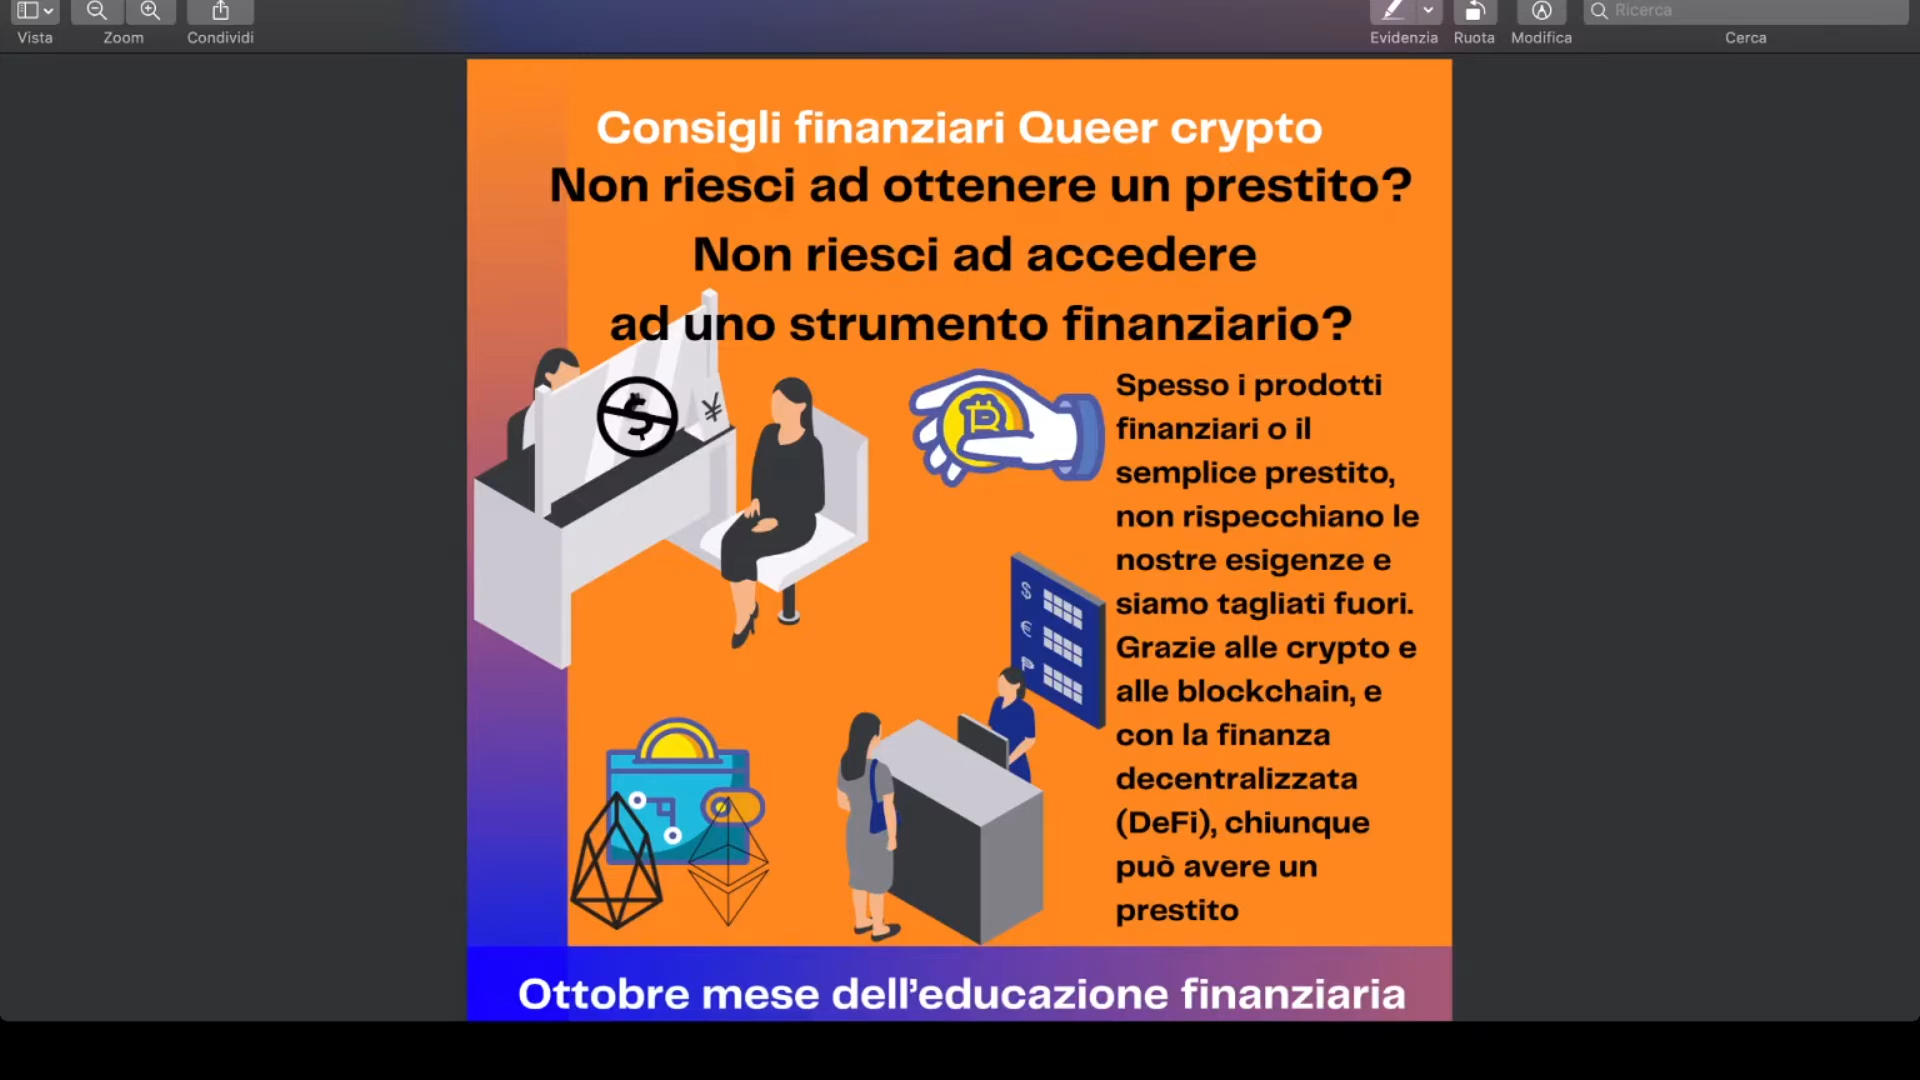 Vista
Zoom
Condividi
Evidenzia
Ruota
Modifica
Ricerca
Cerca
Consigli finanziari Queer crypto
Non riesci ad ottenere un prestito?
Non riesci ad accedere
ad uno strumento finanziario?
$
¥
Spesso i prodotti
finanziari o il
semplice prestito,
non rispecchiano le
nostre esigenze e
siamo tagliati fuori.
Grazie alle crypto e
alle blockchain, e
con la finanza
decentralizzata
(DeFi), chiunque
può avere un
prestito
$
€
₱
Ottobre mese dell’educazione finanziaria